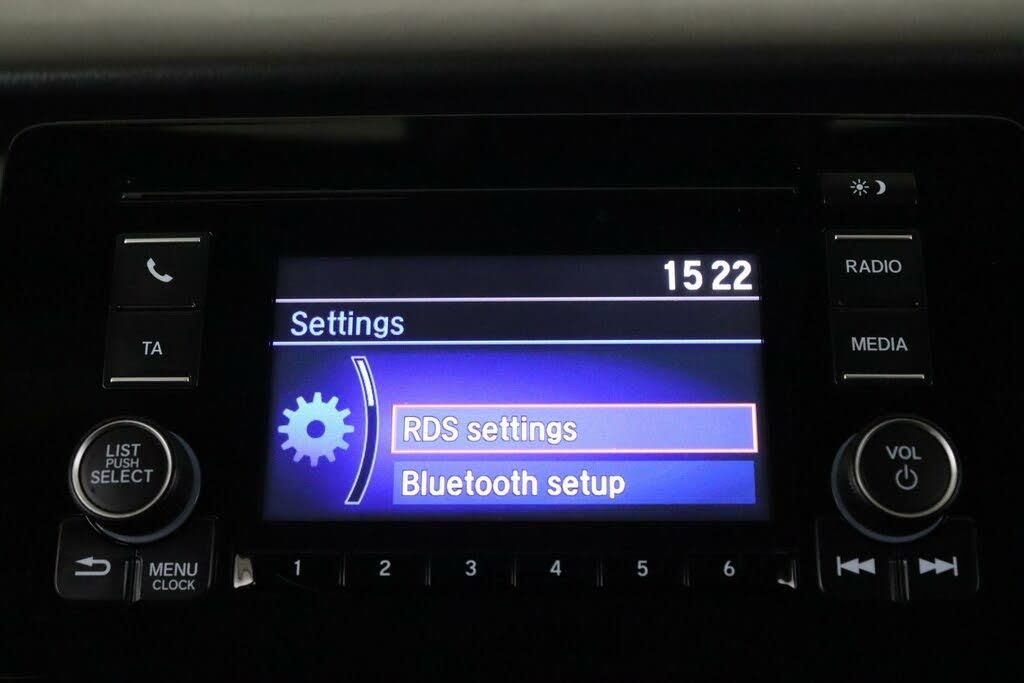 15 22
RADIO
Settings
TA
MEDIA
RDS settings
LIST
PUSH
SELECT
VOL
Bluetooth setup
MENU
CLOCK
1 2 3 4 5 6